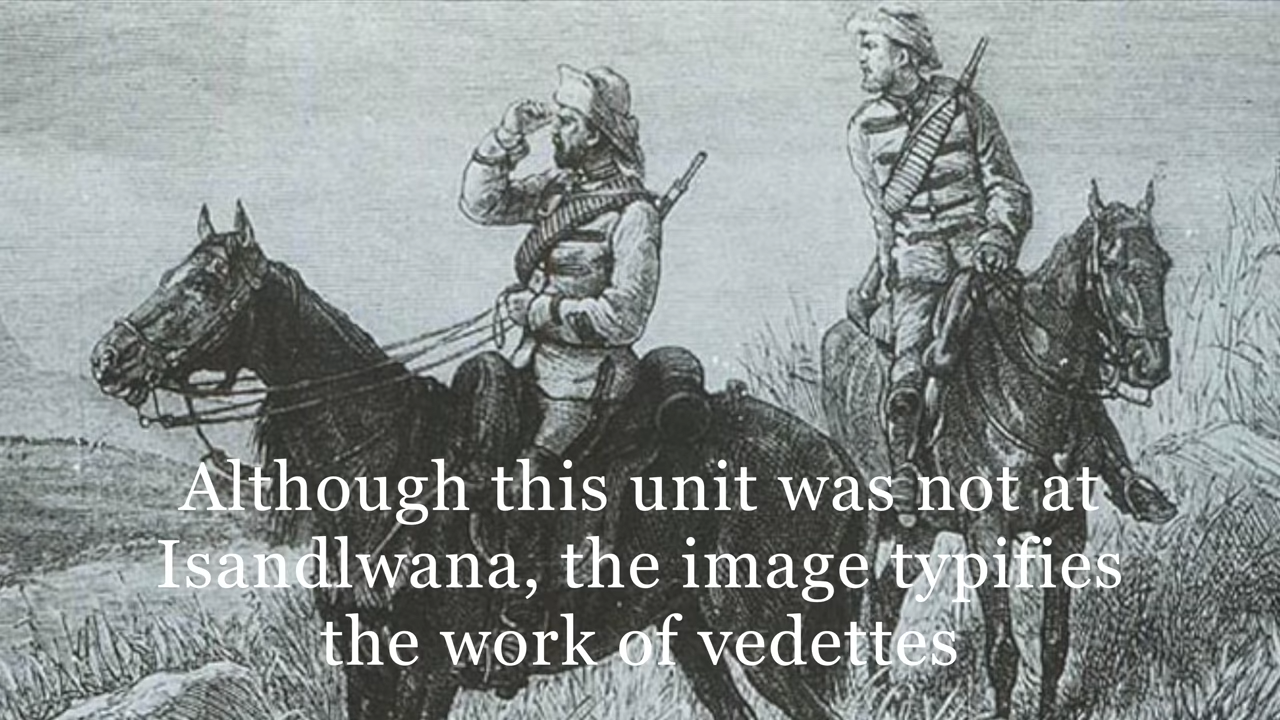 Although this unit was not at
Isandlwana, the image typifies
the work of vedettes